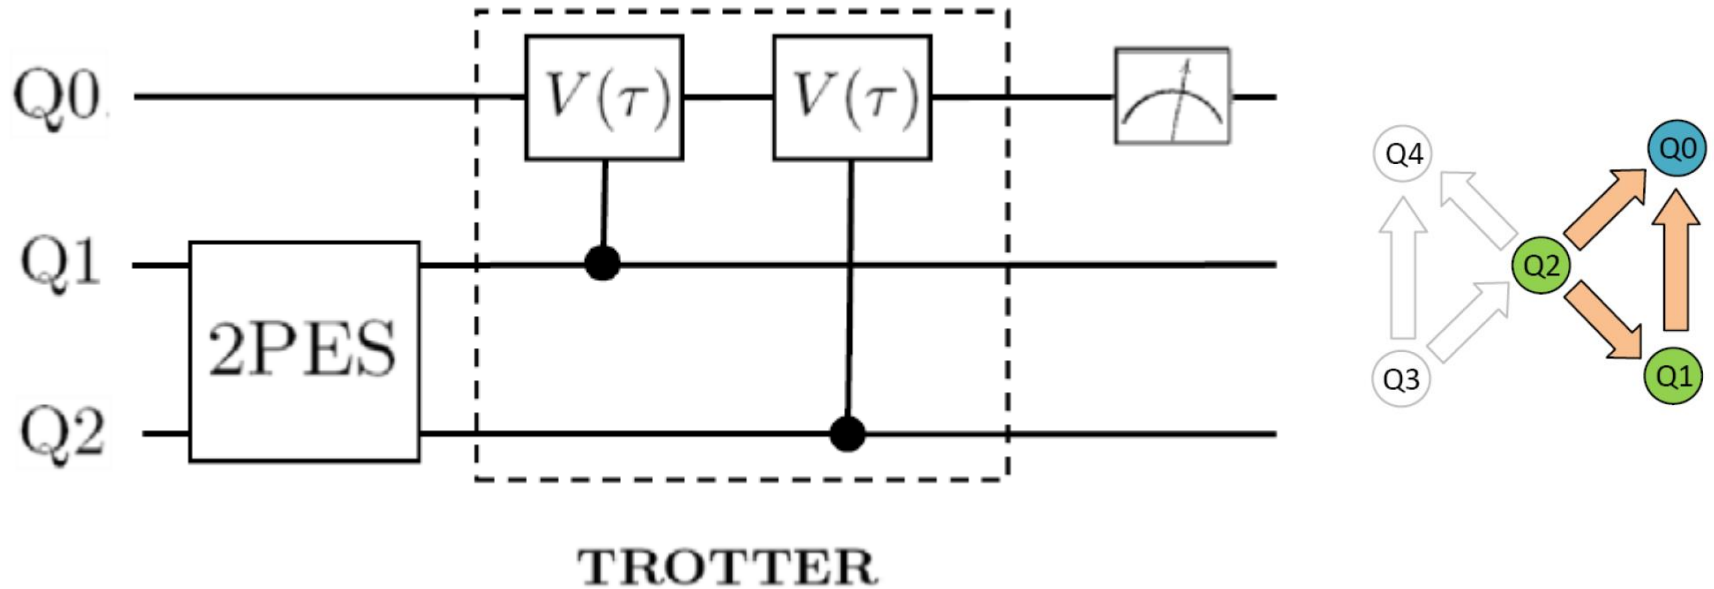 Q0
V(τ)
V(τ)
Q1
2PES
Q2
TROTTER
Q4
Q0
Q2
Q3
Q1